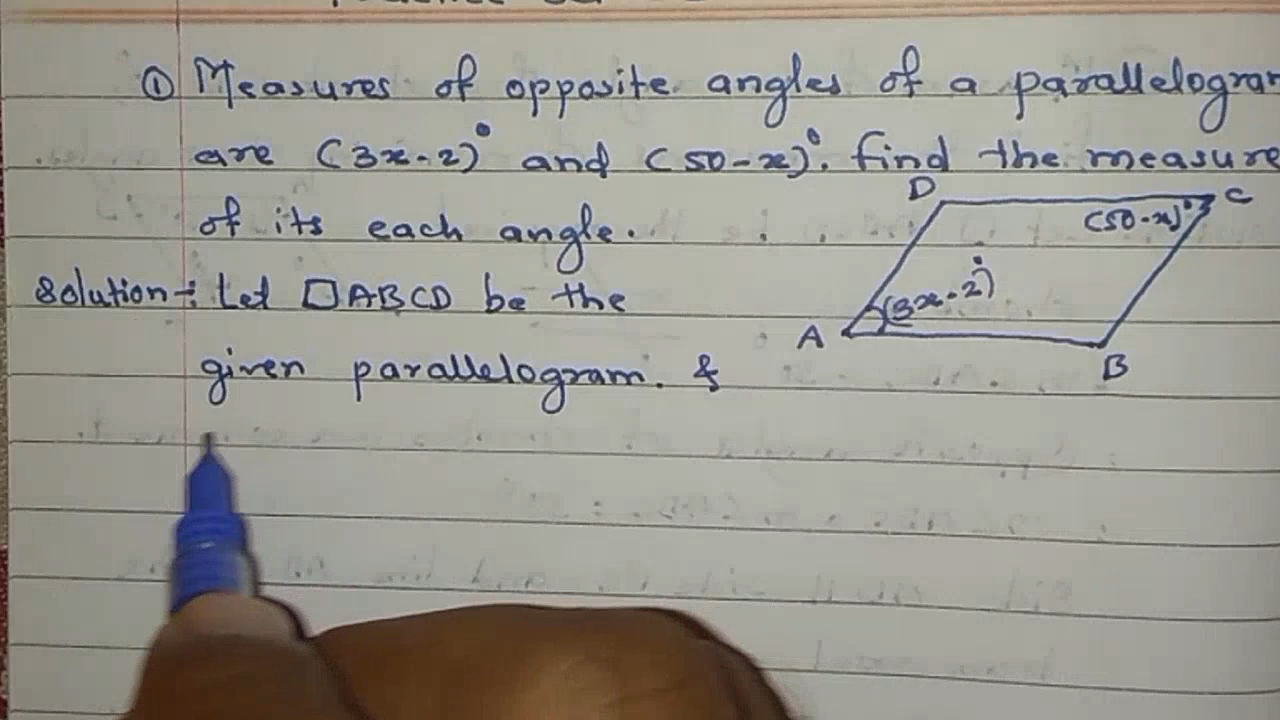 ① Measures of opposite angles of a parallelogram
are (3x-2)° and (50-x)°. find the measure
of its each angle.
Solution:- Let □ABCD be the
given parallelogram. &
D
C
(50-x)°
(3x-2)°
A
B